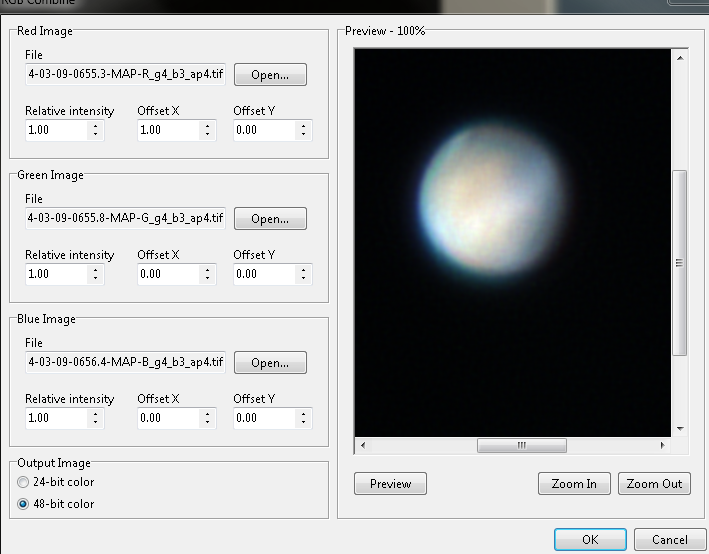 RGB Combine
Red Image
File
4-03-09-0655.3-MAP-R_g4_b3_ap4.tif
Open...
Relative intensity
Offset X
Offset Y
1.00
1.00
0.00
Green Image
File
4-03-09-0655.8-MAP-G_g4_b3_ap4.tif
Open...
Relative intensity
Offset X
Offset Y
1.00
0.00
0.00
Blue Image
File
4-03-09-0656.4-MAP-B_g4_b3_ap4.tif
Open...
Relative intensity
Offset X
Offset Y
1.00
0.00
0.00
Output Image
24-bit color
48-bit color
Preview - 100%
Preview
Zoom In
Zoom Out
OK
Cancel